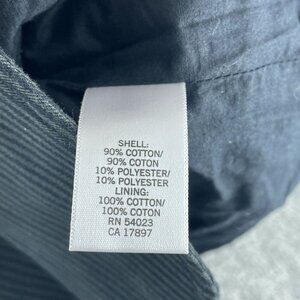 SHELL:
90% COTTON/
90% COTON
10% POLYESTER/
10% POLYESTER
LINING:
100% COTTON/
100% COTON
RN 54023
CA 17897